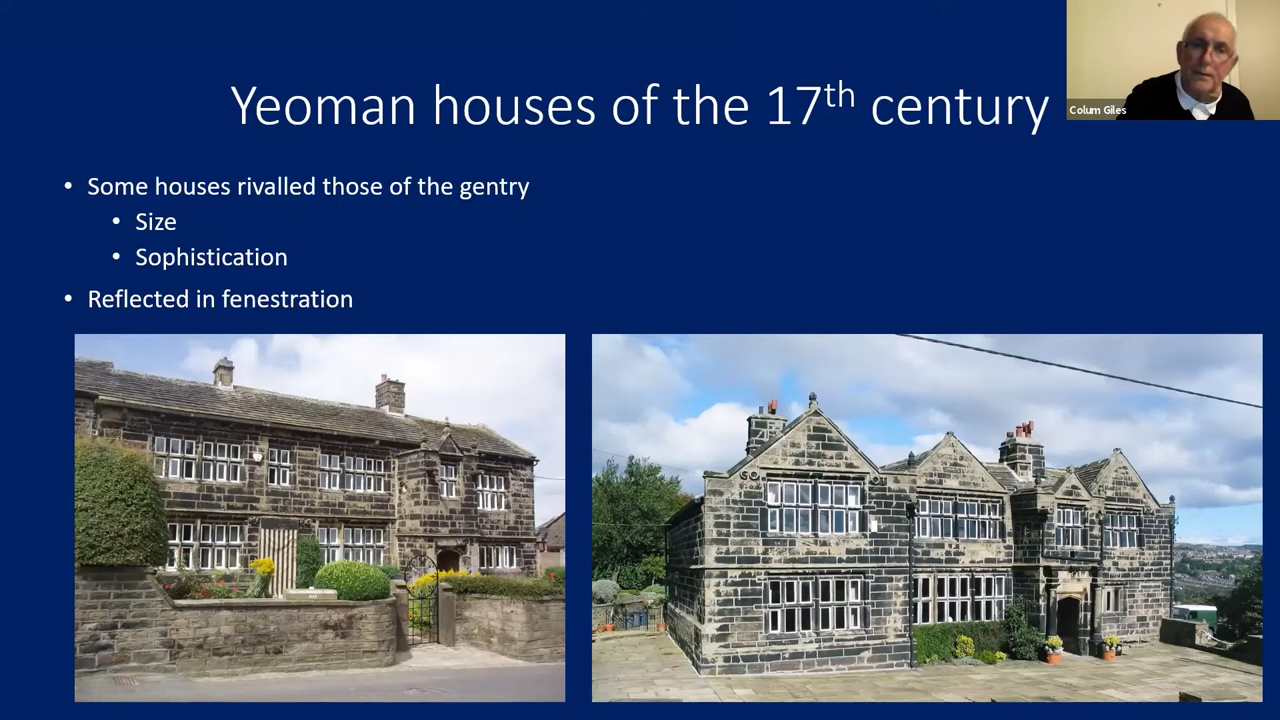 Yeoman houses of the 17th century
Colum Giles
• Some houses rivalled those of the gentry
• Size
• Sophistication
• Reflected in fenestration